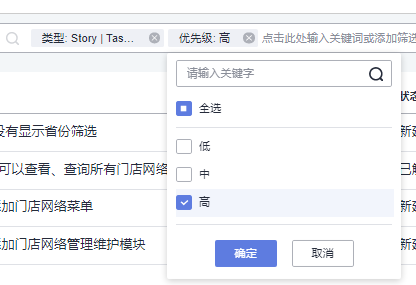 类型: Story | Tas... 优先级: 高 点击此处输入关键词或添加筛选
请输入关键字
状态
全选
没有显示省份筛选 新建
低
可以查看、查询所有门店网络 已解
中
添加门店网络菜单 新建
高
添加门店网络管理维护模块 新建
确定 取消